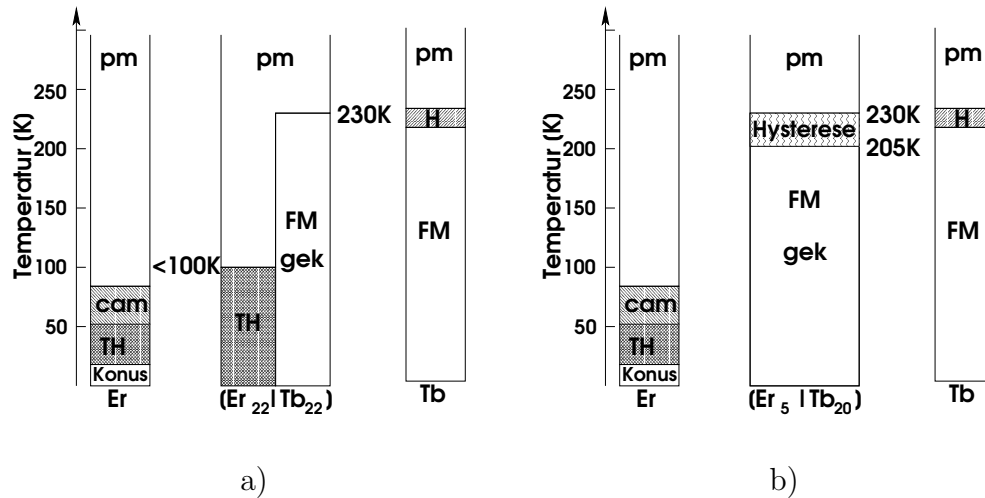 pm pm pm
Temperatur (K)
250
200
150
100
50
230K
H
FM
gek
FM
<100K
cam
TH
TH
Konus
Er (Er22|Tb22) Tb
a)
pm pm pm
Temperatur (K)
250
200
150
100
50
230K
Hysterese
205K
H
FM
gek
FM
cam
TH
Konus
Er (Er5|Tb20) Tb
b)